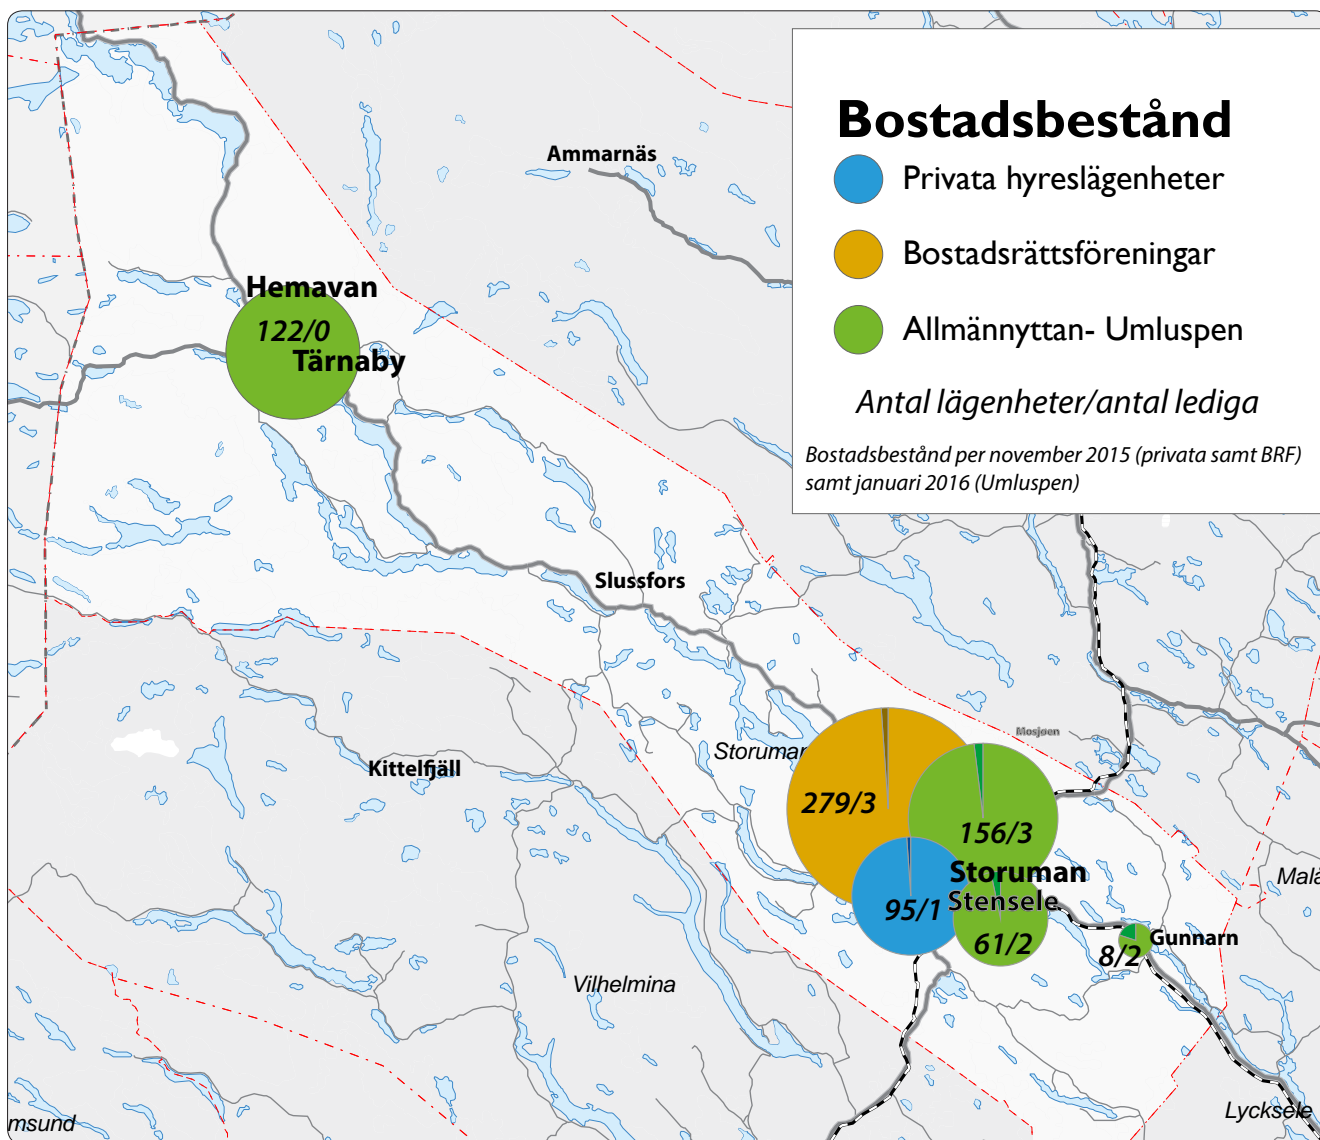 Bostadsbestånd
Privata hyreslägenheter
Bostadsrättsföreningar
Allmännyttan- Umluspen
Antal lägenheter/antal lediga
Bostadsbestånd per november 2015 (privata samt BRF)
samt januari 2016 (Umluspen)
Ammarnäs
Hemavan
122/0
Tärnaby
Slussfors
Mosjøen
Storuman
Kittelfjäll
279/3
156/3
Storuman
Malå
Stensele
95/1
61/2
Gunnarn
8/2
Vilhelmina
Lycksele
msund